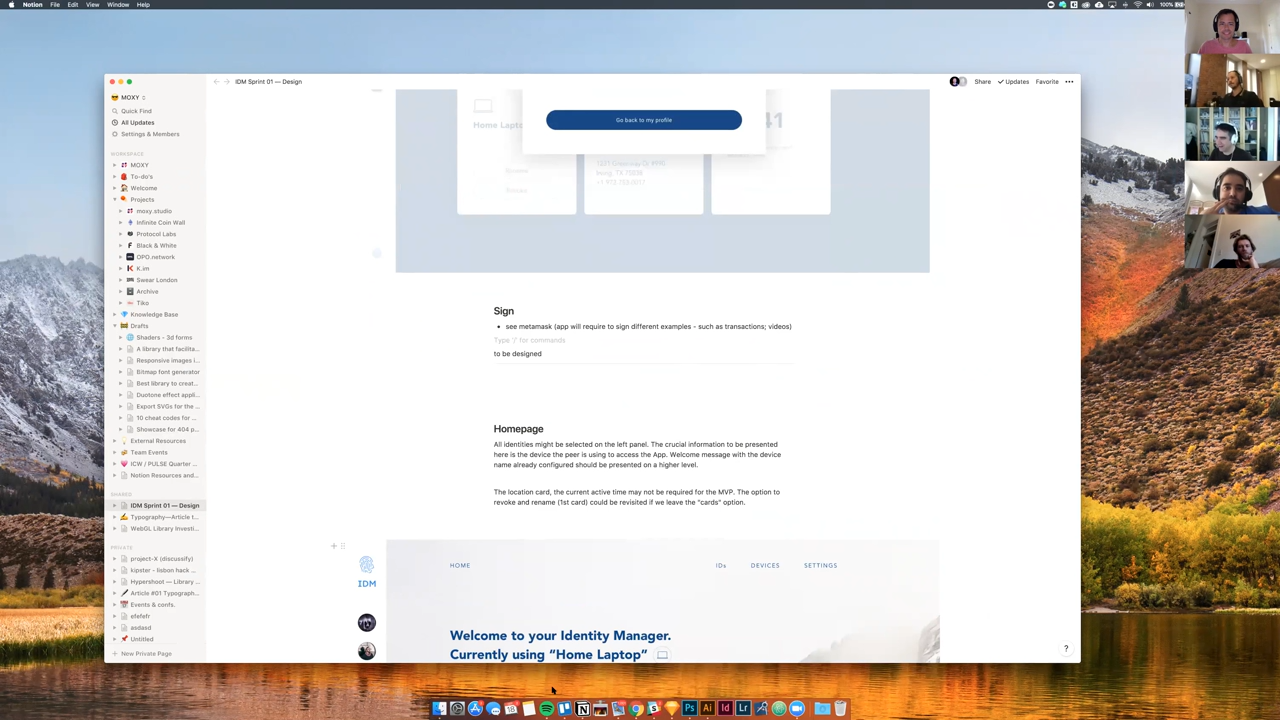 Notion File Edit View Window Help
100%
IDM Sprint 01 — Design
Share ✓ Updates Favorite •••
MOXY
Quick Find
All Updates
Settings & Members
WORKSPACE
MOXY
To-do's
Welcome
Projects
moxy.studio
Infinite Coin Wall
Protocol Labs
Black & White
OPO.network
K.im
Swear London
Archive
Tiko
Knowledge Base
Drafts
Shaders - 3d forms
A library that facilita...
Responsive images i...
Bitmap font generator
Best library to creat...
Duotone effect appli...
Export SVGs for the ...
10 cheat codes for ...
Showcase for 404 p...
External Resources
Team Events
ICW / PULSE Quarter ...
Notion Resources and...
SHARED
IDM Sprint 01 — Design
Typography—Article t...
WebGL Library Investi...
PRIVATE
project-X (discussify)
kipster - lisbon hack ...
Hypershoot — Library ...
Article #01 Typograph...
Events & confs.
efefefr
asdasd
Untitled
+ New Private Page
Home Lapto
Go back to my profile
41
Sign
• see metamask (app will require to sign different examples - such as transactions; videos)
Type '/' for commands
to be designed
Homepage
All identities might be selected on the left panel. The crucial information to be presented
here is the device the peer is using to access the App. Welcome message with the device
name already configured should be presented on a higher level.
The location card, the current active time may not be required for the MVP. The option to
revoke and rename (1st card) could be revisited if we leave the "cards" option.
IDM
HOME IDs DEVICES SETTINGS
Welcome to your Identity Manager.
Currently using “Home Laptop”
?
Ps Ai Id Lr